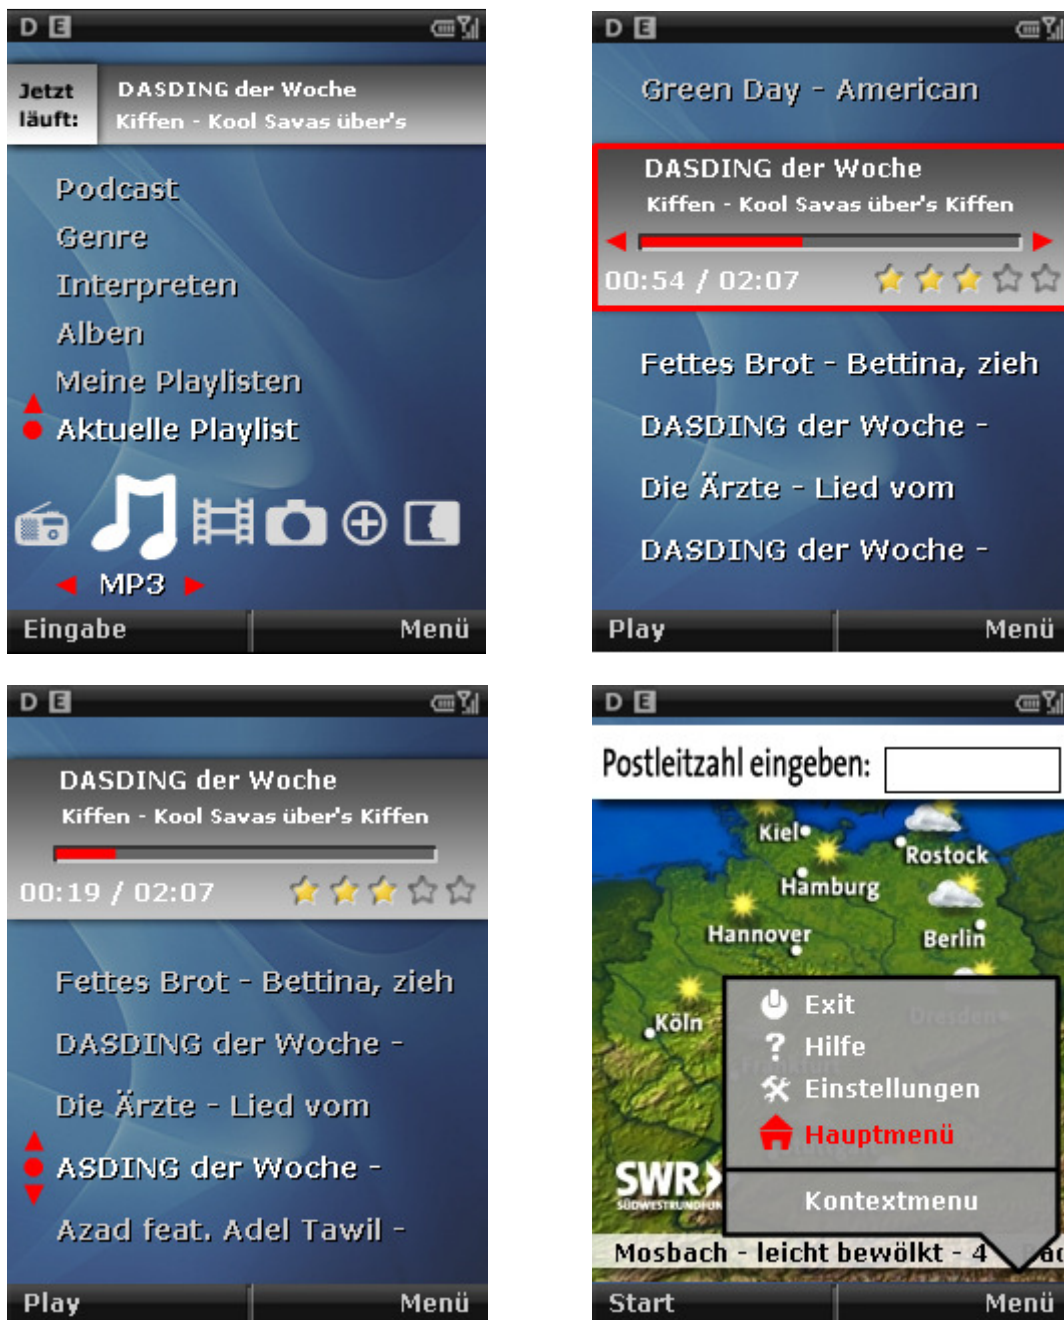 D E
Jetzt
läuft:
DASDING der Woche
Kiffen - Kool Savas über's
Podcast
Genre
Interpreten
Alben
Meine Playlisten
Aktuelle Playlist
MP3
Eingabe Menü
D E
Green Day - American
DASDING der Woche
Kiffen - Kool Savas über's Kiffen
00:54 / 02:07
Fettes Brot - Bettina, zieh
DASDING der Woche -
Die Ärzte - Lied vom
DASDING der Woche -
Play Menü
D E
DASDING der Woche
Kiffen - Kool Savas über's Kiffen
00:19 / 02:07
Fettes Brot - Bettina, zieh
DASDING der Woche -
Die Ärzte - Lied vom
ASDING der Woche -
Azad feat. Adel Tawil -
Play Menü
D E
Postleitzahl eingeben:
Kiel
Rostock
Hamburg
Hannover
Berlin
Köln
Dresden
Exit
Hilfe
Einstellungen
Hauptmenü
Kontextmenu
SWR
SÜDWESTRUNDFUN
Mosbach - leicht bewölkt - 4
Start Menü